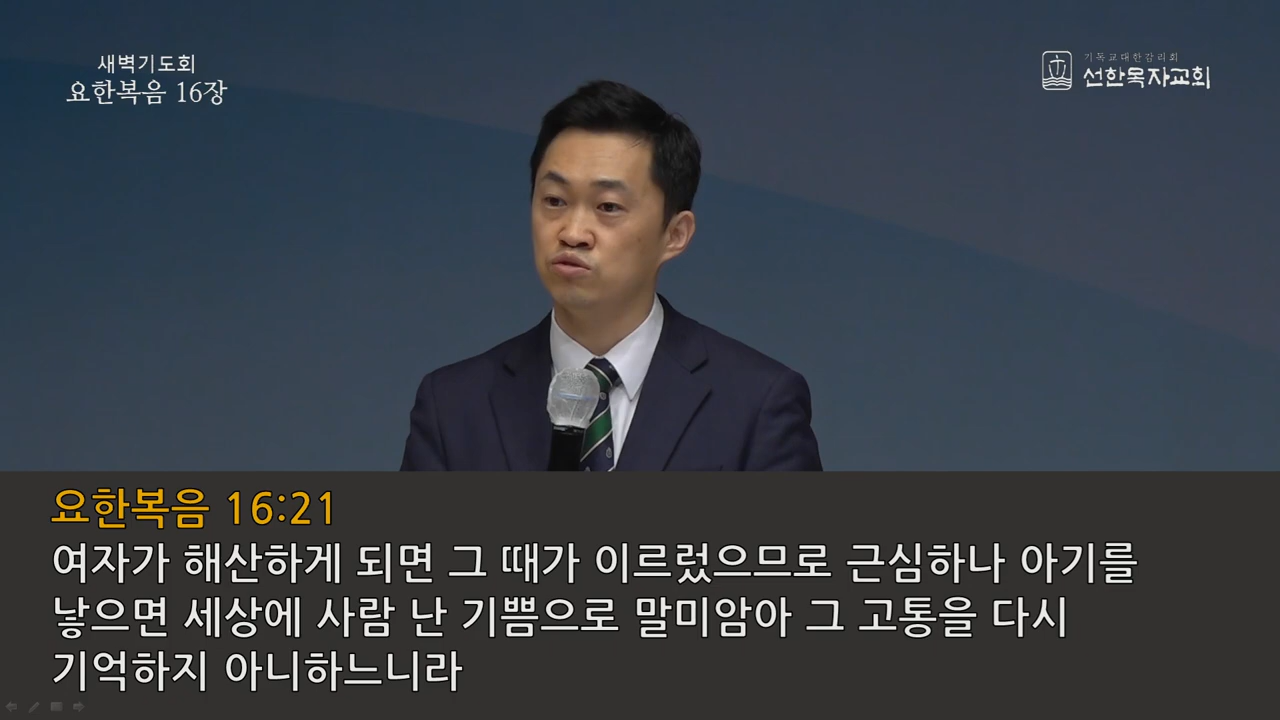 새벽기도회
요한복음 16장
기독교대한감리회
선한목자교회
요한복음 16:21
여자가 해산하게 되면 그 때가 이르렀으므로 근심하나 아기를
낳으면 세상에 사람 난 기쁨으로 말미암아 그 고통을 다시
기억하지 아니하느니라